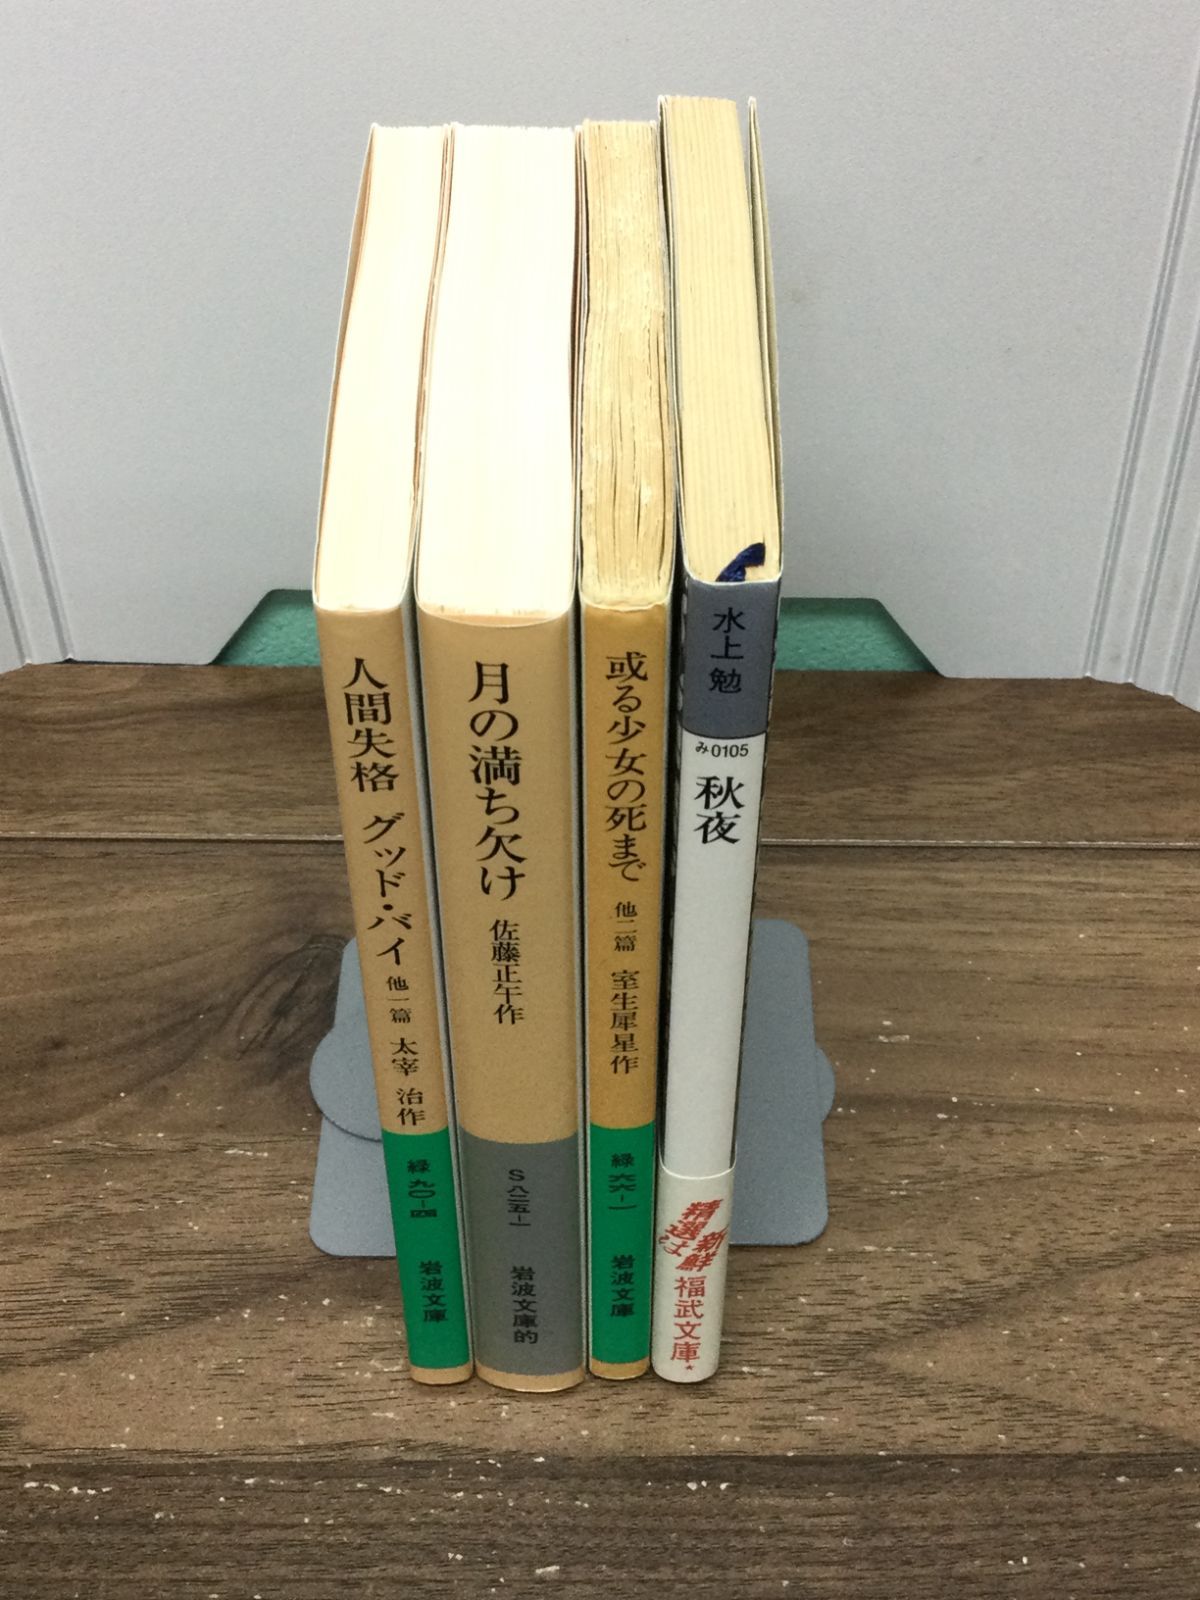 人間失格 グッド・バイ 他一篇 太宰 治作
緑 九〇-四
岩波文庫
月の満ち欠け 佐藤正午作
S 八二五-一
岩波文庫的
或る少女の死まで 他二篇 室生犀星作
緑 六六-一
岩波文庫
水上 勉
み0105
秋夜
精選は
新鮮
福武文庫★